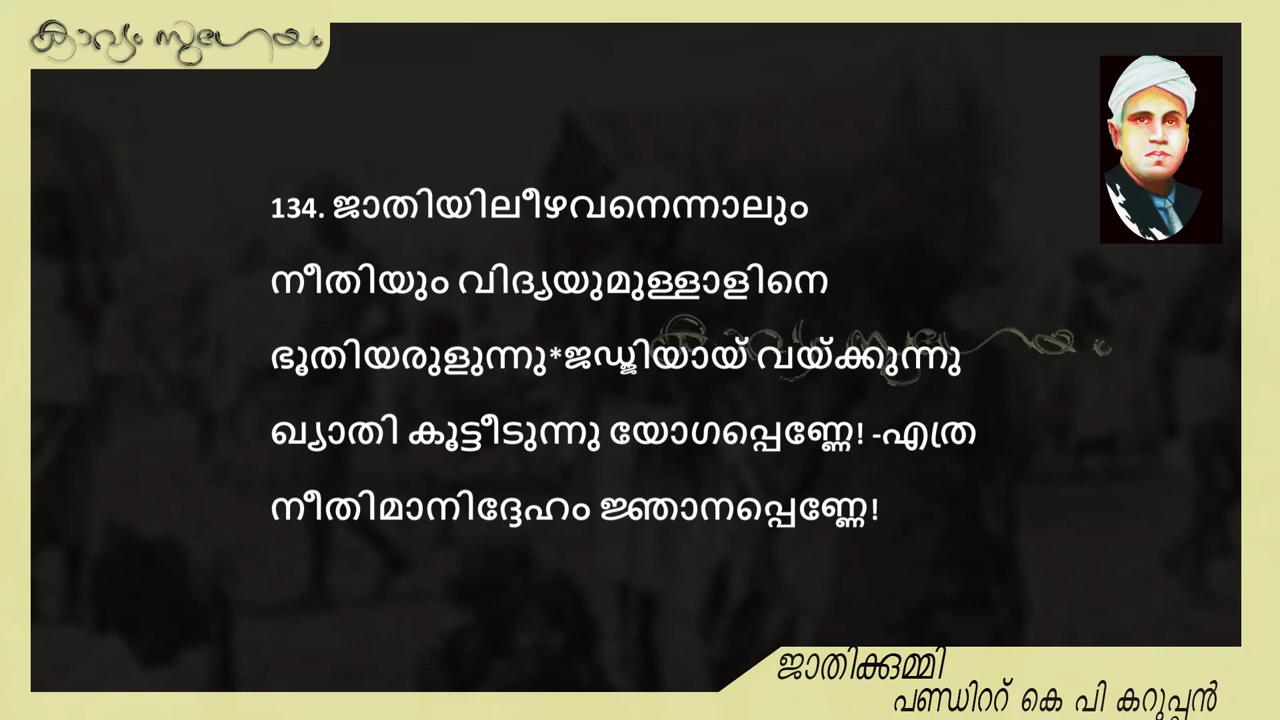 കാവ്യം സുഗേയം
134. ജാതിയിലീഴവനെന്നാലും
നീതിയും വിദ്യയുമുള്ളാളിനെ
ഭൂതിയരുളുന്നു*ജഡ്ജിയായ് വയ്ക്കുന്നു
കാവ്യം സുഗേയം
ഖ്യാതി കൂട്ടീടുന്നു യോഗപ്പെണ്ണേ! -എത്ര
നീതിമാനിദ്ദേഹം ജ്ഞാനപ്പെണ്ണേ!
ജാതിക്കുമ്മി
പണ്ഡിററ് കെ പി കറുപ്പൻ